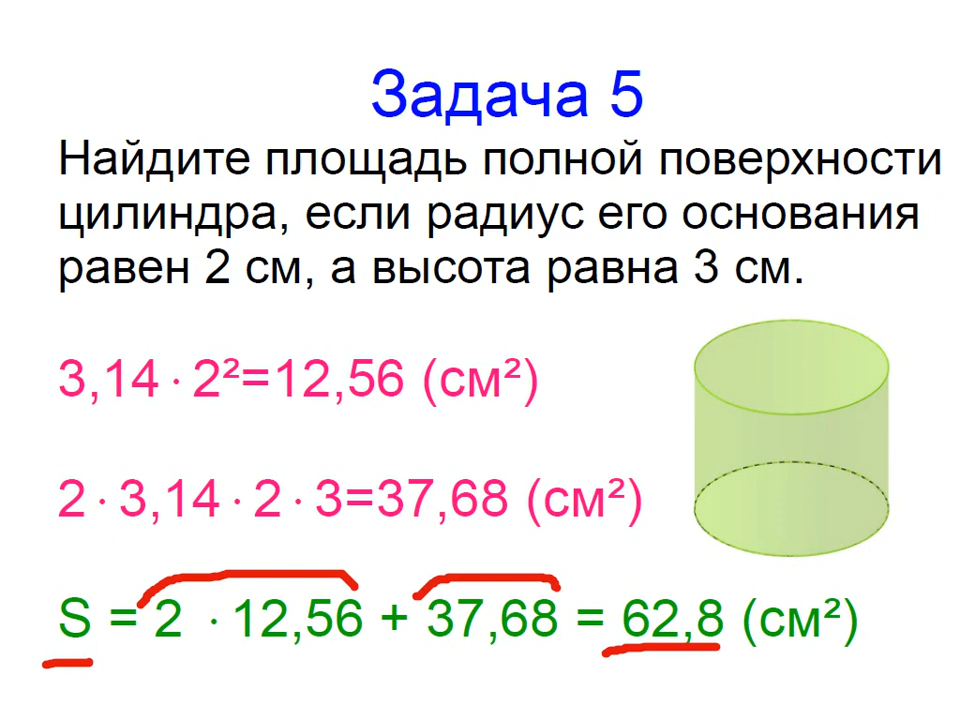 Задача 5
Найдите площадь полной поверхности
цилиндра, если радиус его основания
равен 2 см, а высота равна 3 см.
3,14 · 2²=12,56 (см²)
2 · 3,14 · 2 · 3=37,68 (см²)
S = 2 · 12,56 + 37,68 = 62,8 (см²)